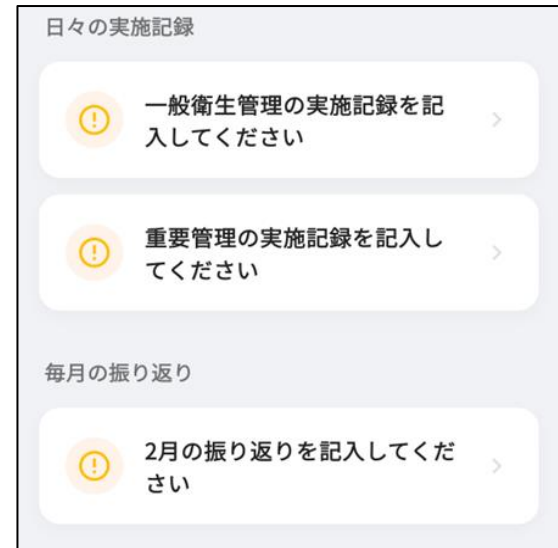 日々の実施記録
一般衛生管理の実施記録を記
入してください
重要管理の実施記録を記入し
てください
毎月の振り返り
2月の振り返りを記入してくだ
さい